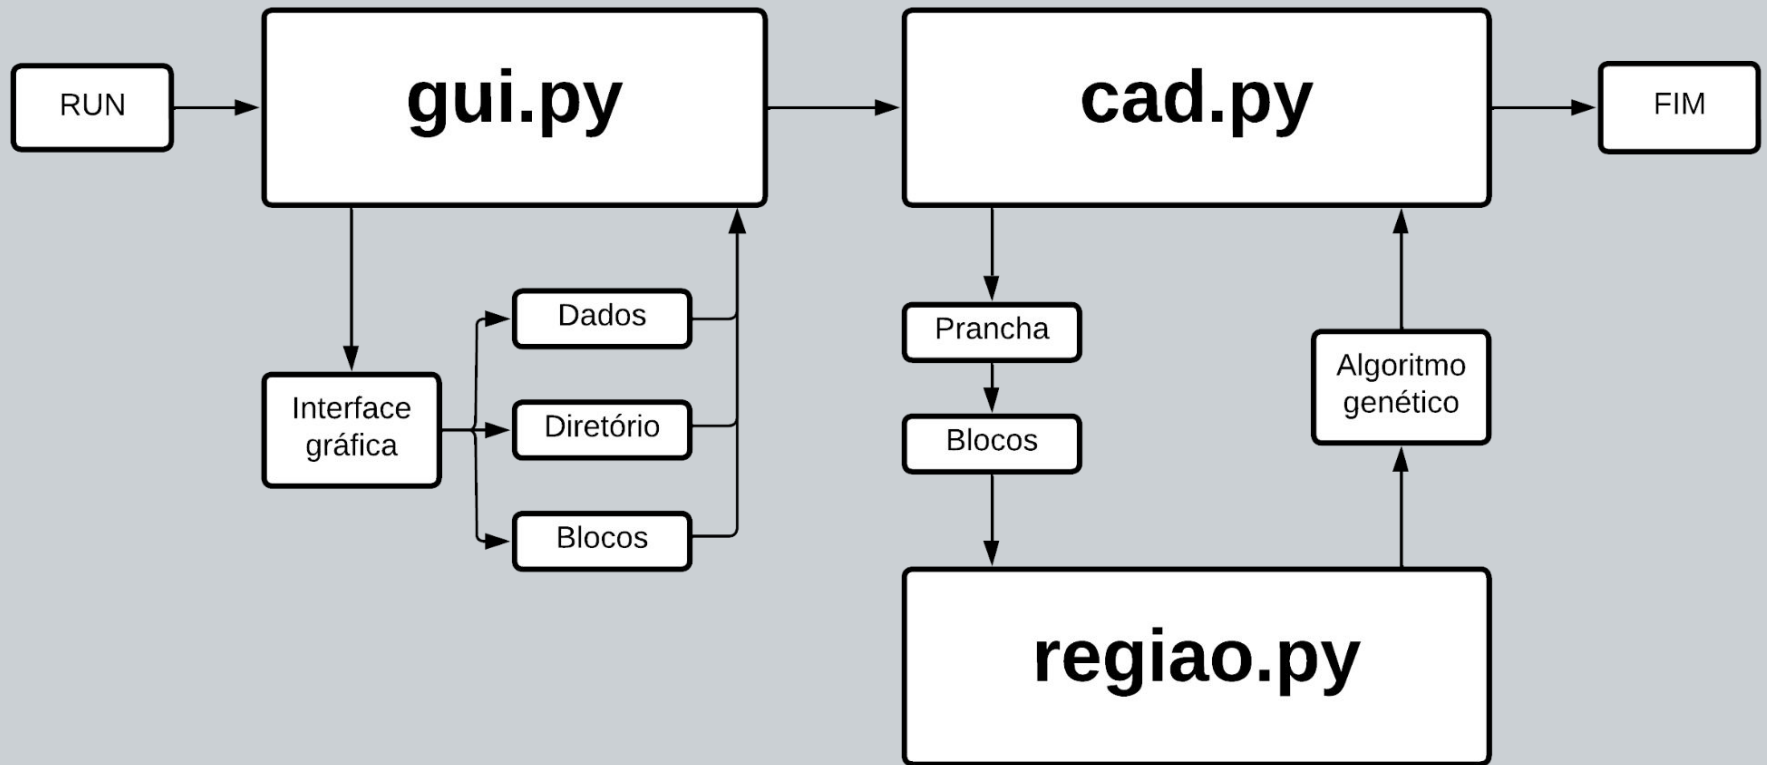 RUN
gui.py
cad.py
FIM
Interface
gráfica
Dados
Diretório
Blocos
Prancha
Blocos
Algoritmo
genético
regiao.py